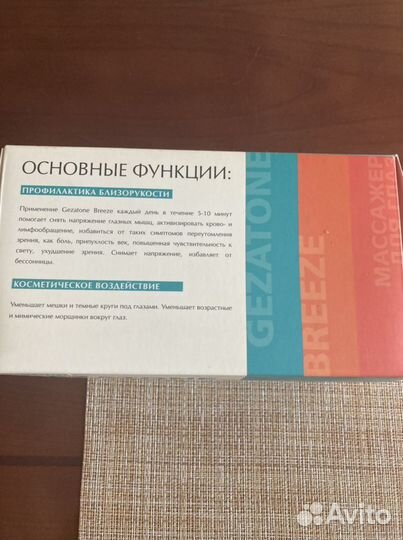 ОСНОВНЫЕ ФУНКЦИИ:
ПРОФИЛАКТИКА БЛИЗОРУКОСТИ
Применение Gezatone Breeze каждый день в течение 5-10 минут
помогает снять напряжение глазных мышц, активизировать крово- и
лимфообращение, избавиться от таких симптомов переутомления
зрения, как боль, припухлость век, повышенная чувствительность к
свету, ухудшение зрения. Снимает напряжение, избавляет от
бессонницы.
КОСМЕТИЧЕСКОЕ ВОЗДЕЙСТВИЕ
Уменьшает мешки и темные круги под глазами. Уменьшает возрастные
и мимические морщинки вокруг глаз.
GEZATONE
BREEZE
МАССАЖЕР
ДЛЯ ГЛАЗ
Avito